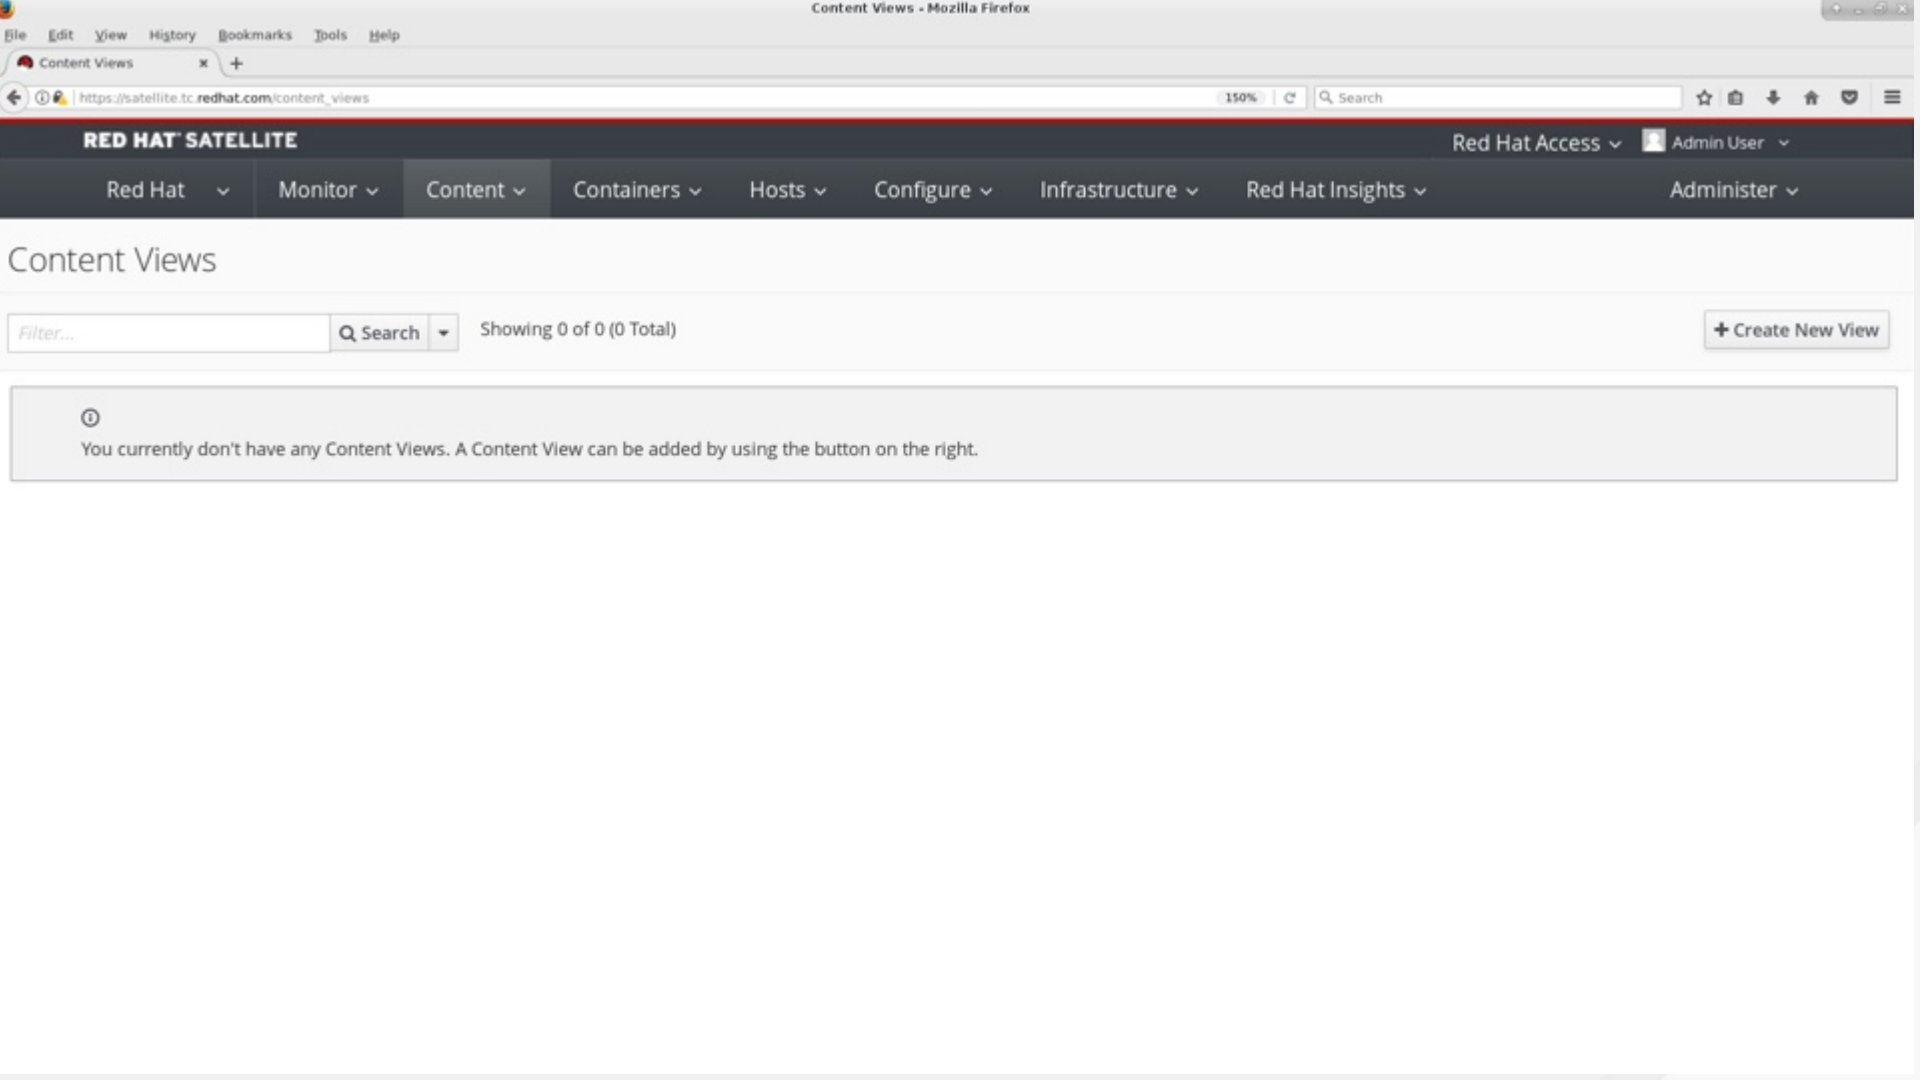 Content Views - Mozilla Firefox
File Edit View History Bookmarks Tools Help
Content Views
https://satellite.tc.redhat.com/content_views 150% Search
RED HAT SATELLITE Red Hat Access Admin User
Red Hat Monitor Content Containers Hosts Configure Infrastructure Red Hat Insights Administer
Content Views
Filter... Search Showing 0 of 0 (0 Total) + Create New View
You currently don't have any Content Views. A Content View can be added by using the button on the right.